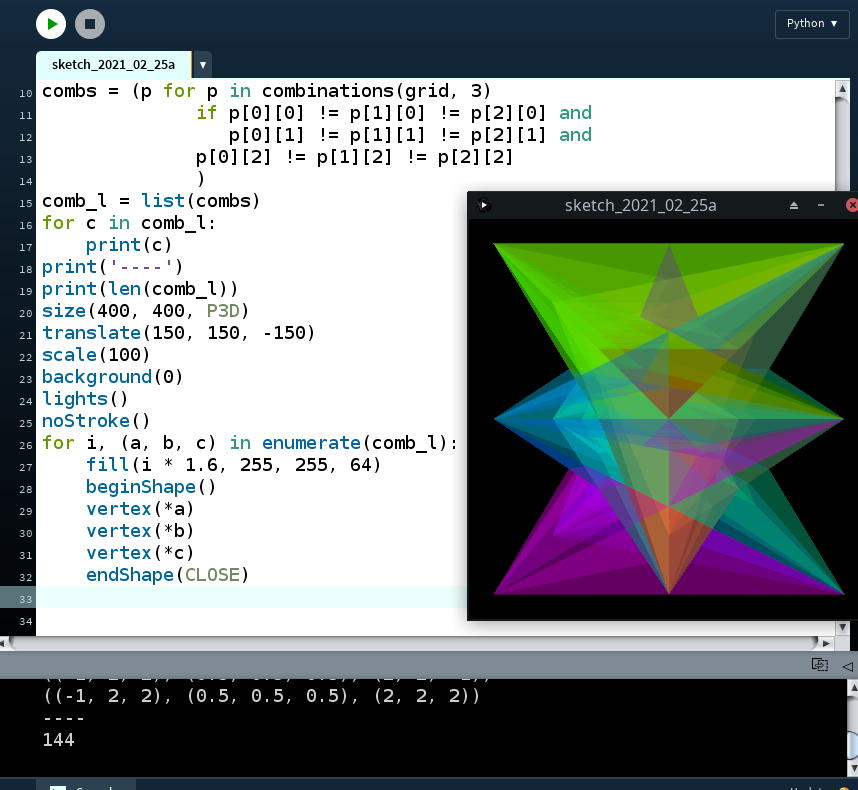 Python ▼
sketch_2021_02_25a ▼
10 combs = (p for p in combinations(grid, 3)
11 if p[0][0] != p[1][0] != p[2][0] and
12 p[0][1] != p[1][1] != p[2][1] and
13 p[0][2] != p[1][2] != p[2][2]
14 )
15 comb_l = list(combs)
16 for c in comb_l:
17 print(c)
18 print('----')
19 print(len(comb_l))
20 size(400, 400, P3D)
21 translate(150, 150, -150)
22 scale(100)
23 background(0)
24 lights()
25 noStroke()
26 for i, (a, b, c) in enumerate(comb_l):
27 fill(i * 1.6, 255, 255, 64)
28 beginShape()
29 vertex(*a)
30 vertex(*b)
31 vertex(*c)
32 endShape(CLOSE)
33
34
sketch_2021_02_25a
((-1, 2, 2), (0.5, 0.5, 0.5), (2, 2, 2))
----
144